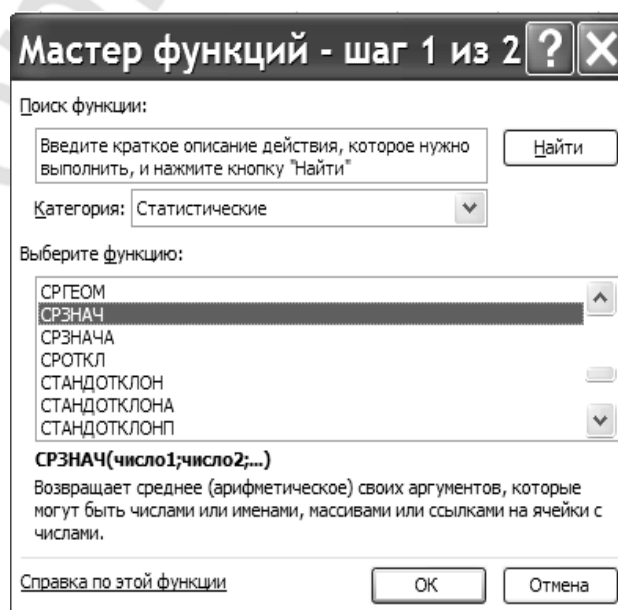 Мастер функций - шаг 1 из 2 ? X
Поиск функции:
Введите краткое описание действия, которое нужно
выполнить, и нажмите кнопку "Найти"
Найти
Категория: Статистические
Выберите функцию:
СРГЕОМ
СРЗНАЧ
СРЗНАЧА
СРОТКЛ
СТАНДОТКЛОН
СТАНДОТКЛОНА
СТАНДОТКЛОНП
СРЗНАЧ(число1;число2;...)
Возвращает среднее (арифметическое) своих аргументов, которые
могут быть числами или именами, массивами или ссылками на ячейки с
числами.
Справка по этой функции
ОК
Отмена